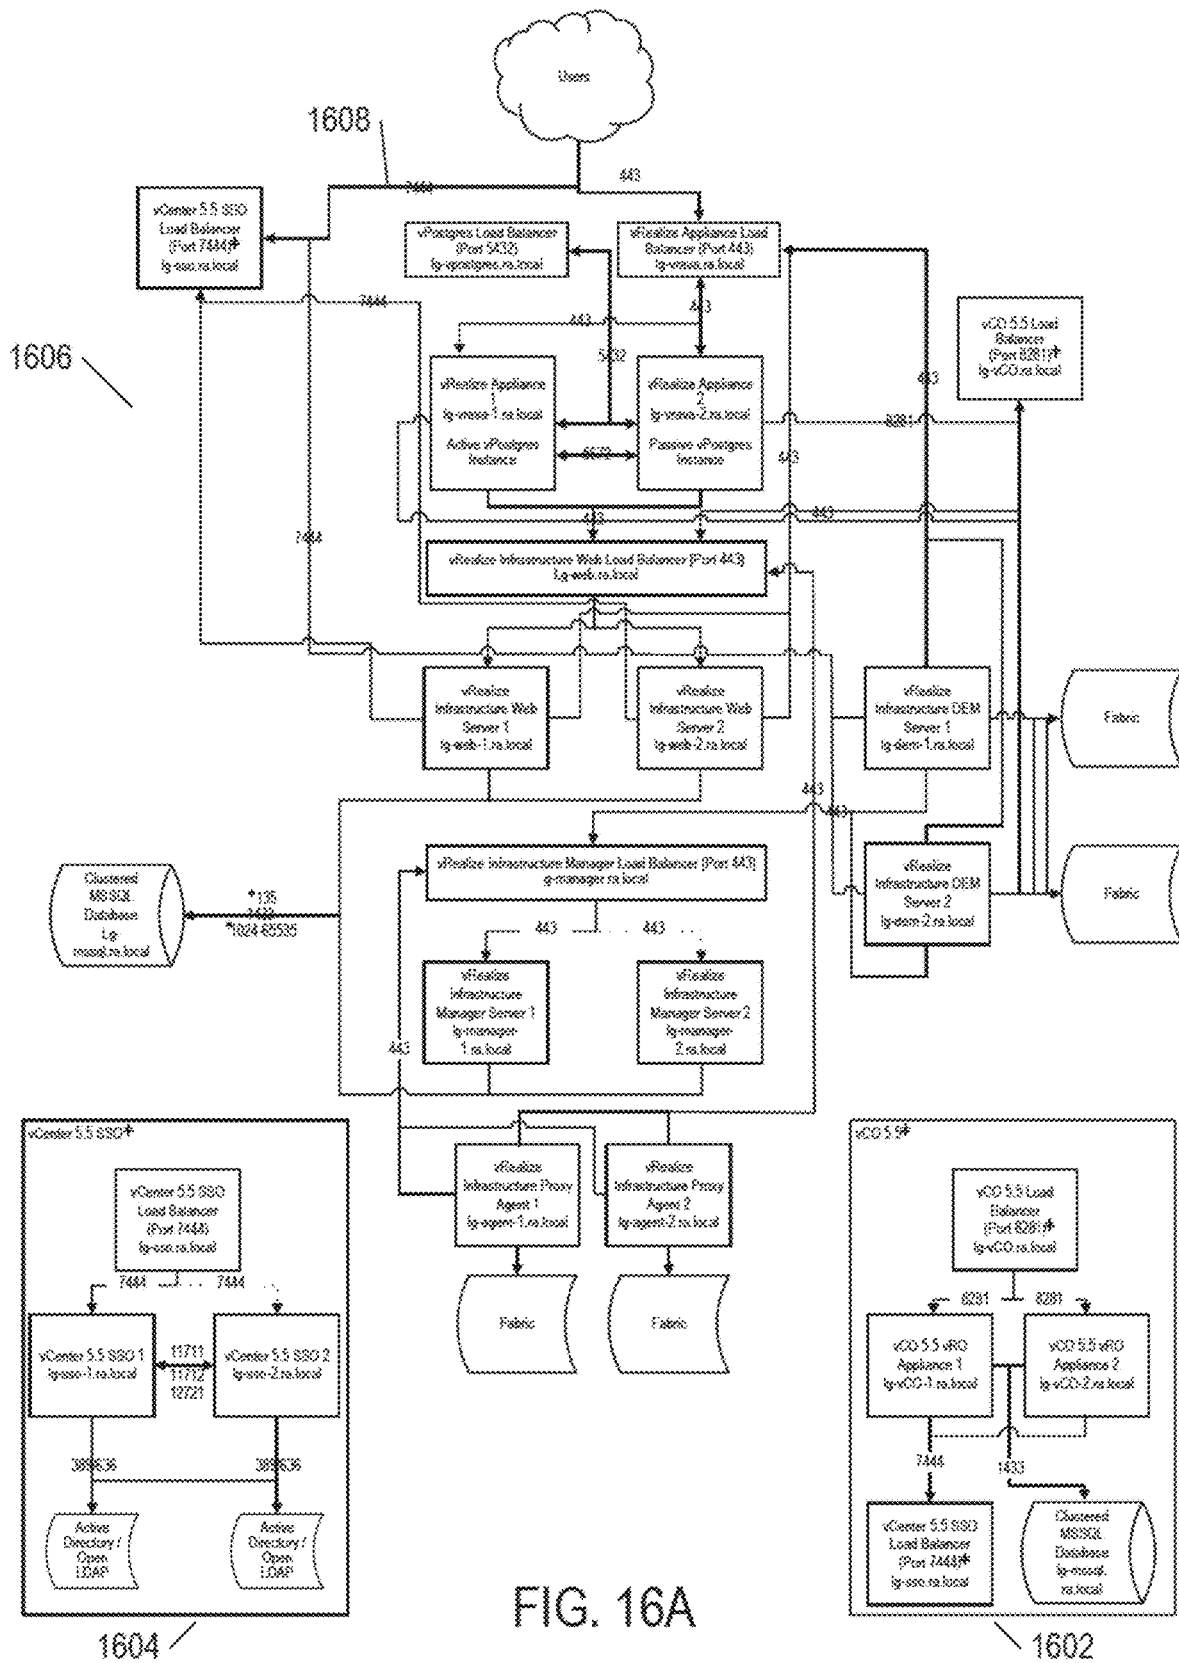 Users
1608
7444
443
vCenter 5.5 SSO
Load Balancer
(Port 7444)
lg-sso.ra.local
vPostgres Load Balancer
(Port 5432)
lg-vpostgres.ra.local
vRealize Appliance Load
Balancer (Port 443)
lg-vrava.ra.local
7444
443
443
5432
1606
vCO 5.5 Load
Balancer
(Port 8281)
lg-vCO.ra.local
443
vRealize Appliance
1
lg-vrava-1.ra.local
Active vPostgres
Instance
vRealize Appliance
2
lg-vrava-2.ra.local
Passive vPostgres
Instance
8281
443
7444
443
443
vRealize Infrastructure Web Load Balancer (Port 443)
Lg-web.ra.local
vRealize
Infrastructure Web
Server 1
lg-web-1.ra.local
vRealize
Infrastructure Web
Server 2
lg-web-2.ra.local
vRealize
Infrastructure DEM
Server 1
lg-dem-1.ra.local
Fabric
443
443
vRealize Infrastructure Manager Load Balancer (Port 443)
lg-manager.ra.local
vRealize
Infrastructure DEM
Server 2
lg-dem-2.ra.local
Fabric
Clustered
MSSQL
Database
Lg-
mssql.ra.local
*135
*1024-65535
443
443
vRealize
Infrastructure
Manager Server 1
lg-manager-
1.ra.local
vRealize
Infrastructure
Manager Server 2
lg-manager-
2.ra.local
443
vRealize
Infrastructure Proxy
Agent 1
lg-agent-1.ra.local
vRealize
Infrastructure Proxy
Agent 2
lg-agent-2.ra.local
Fabric
Fabric
vCenter 5.5 SSO
vCenter 5.5 SSO
Load Balancer
(Port 7444)
lg-sso.ra.local
7444
7444
vCenter 5.5 SSO 1
lg-sso-1.ra.local
11711
11712
12721
vCenter 5.5 SSO 2
lg-sso-2.ra.local
389/636
389/636
Active
Directory /
Open
LDAP
Active
Directory /
Open
LDAP
1604
vCO 5.5
vCO 5.5 Load
Balancer
(Port 8281)
lg-vCO.ra.local
8281
8281
vCO 5.5 vRO
Appliance 1
lg-vCO-1.ra.local
vCO 5.5 vRO
Appliance 2
lg-vCO-2.ra.local
7444
1433
vCenter 5.5 SSO
Load Balancer
(Port 7444)
lg-sso.ra.local
Clustered
MSSQL
Database
lg-mssql.
ra.local
1602
FIG. 16A